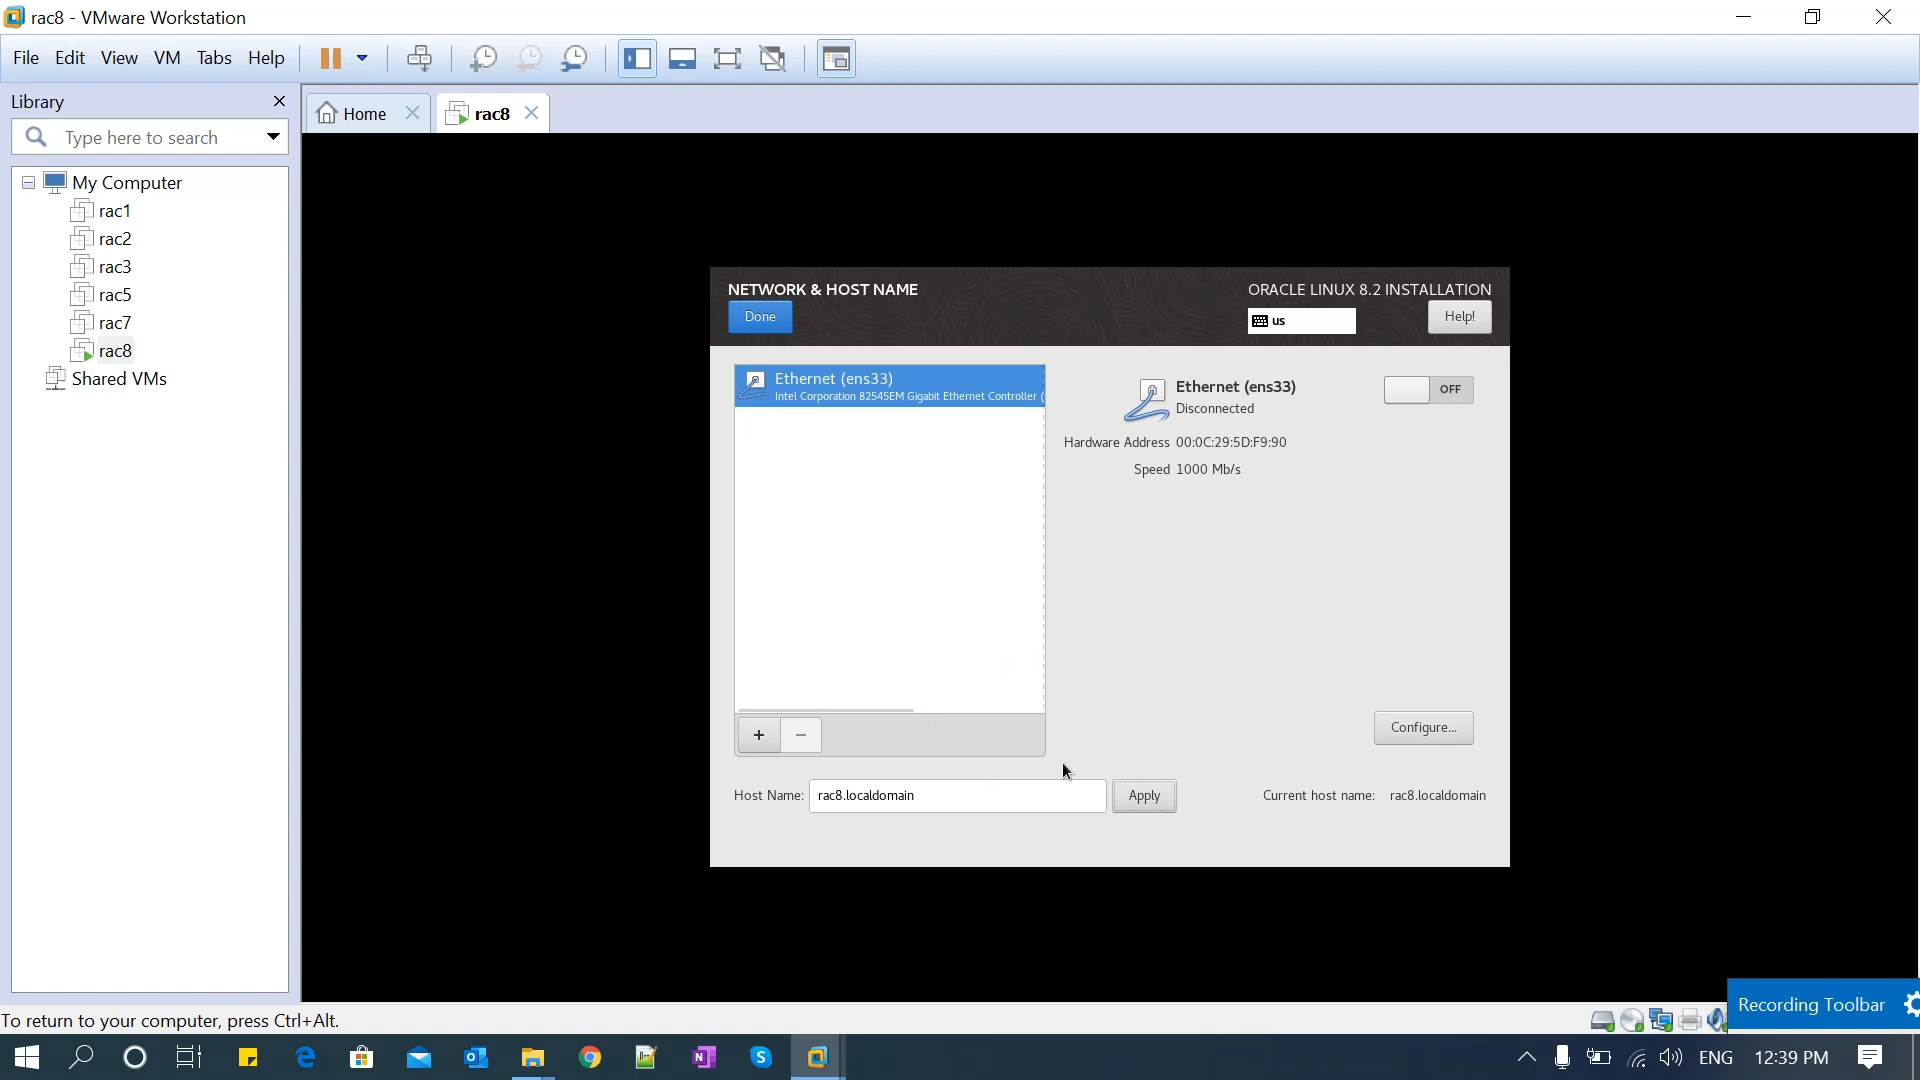 rac8 - VMware Workstation
File Edit View VM Tabs Help
Library
Type here to search
My Computer
rac1
rac2
rac3
rac5
rac7
rac8
Shared VMs
Home
rac8
NETWORK & HOST NAME
Done
ORACLE LINUX 8.2 INSTALLATION
us
Help!
Ethernet (ens33)
Intel Corporation 82545EM Gigabit Ethernet Controller (
Ethernet (ens33)
Disconnected
OFF
Hardware Address 00:0C:29:5D:F9:90
Speed 1000 Mb/s
+ −
Configure...
Host Name: rac8.localdomain Apply
Current host name: rac8.localdomain
Recording Toolbar
To return to your computer, press Ctrl+Alt.
ENG 12:39 PM